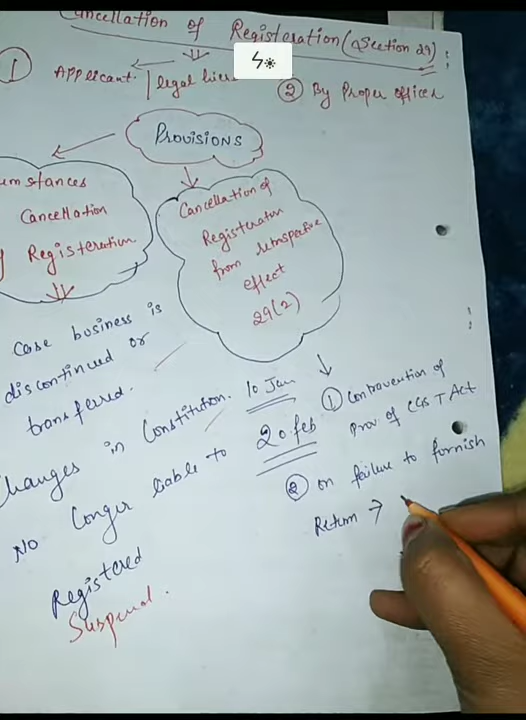 Cancellation of Registeration (Section 29)
① Applicant / legal
② By Proper officer
Provisions
umstances
Cancellation
Registeration
Cancellation of
Registeration
from retrospective
effect
29(2)
Case business is
discontinued or
transfered.
Changes in Constitution.
No longer liable to
Registered
Suspend.
10 Jan
20 feb
① Contravention of
Prov of CGST Act
② on failure to furnish
Return →